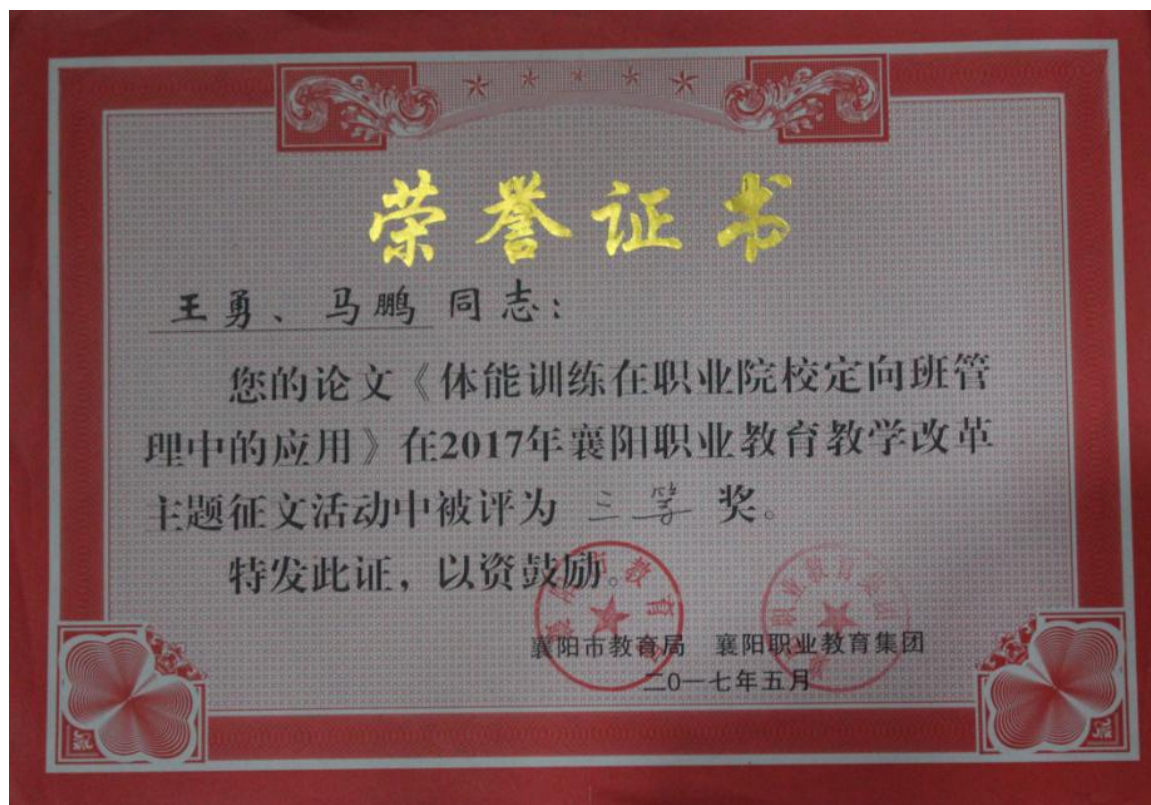 荣誉证书
王勇、马鹏 同志：
您的论文《体能训练在职业院校定向班管
理中的应用》在2017年襄阳职业教育教学改革
主题征文活动中被评为 三等 奖。
特发此证，以资鼓励。
襄阳市教育局 襄阳职业教育集团
二0一七年五月